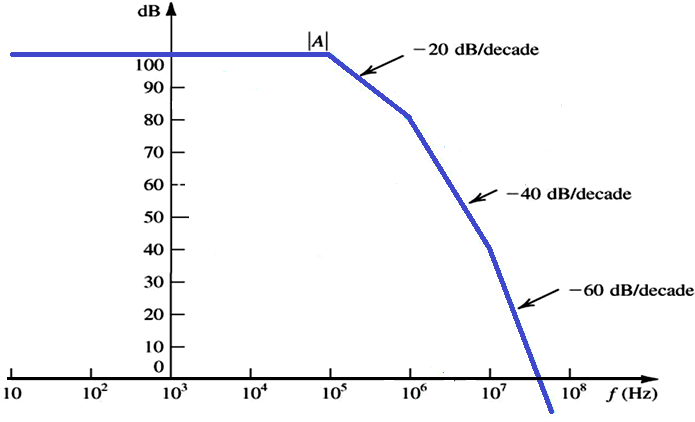 dB
|A|
−20 dB/decade
100
90
80
70
60
−40 dB/decade
50
40
30
−60 dB/decade
20
10
0
10 10² 10³ 10⁴ 10⁵ 10⁶ 10⁷ 10⁸ f (Hz)